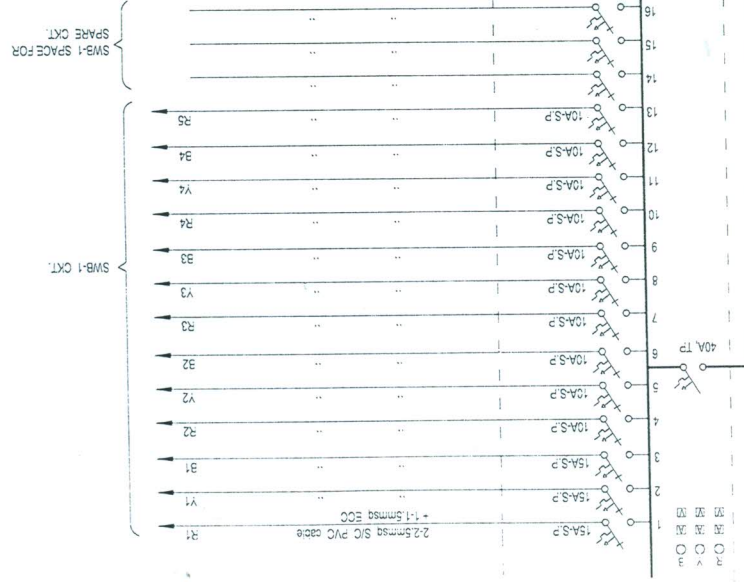 R Y B
A A A
V V V
40A, TP
1 15A-S.P 2-2.5mmsq S/C PVC cable R1
+ 1-1.5mmsq ECC
2 15A-S.P " " Y1
3 15A-S.P " " B1
4 10A-S.P " " R2
5 10A-S.P " " Y2
6 10A-S.P " " B2
7 10A-S.P " " R3
8 10A-S.P " " Y3
9 10A-S.P " " B3
10 10A-S.P " " R4
11 10A-S.P " " Y4
12 10A-S.P " " B4
13 10A-S.P " " R5
SWB-1 CKT.
14 " "
15 " "
16 " "
SWB-1 SPACE FOR
SPARE CKT.